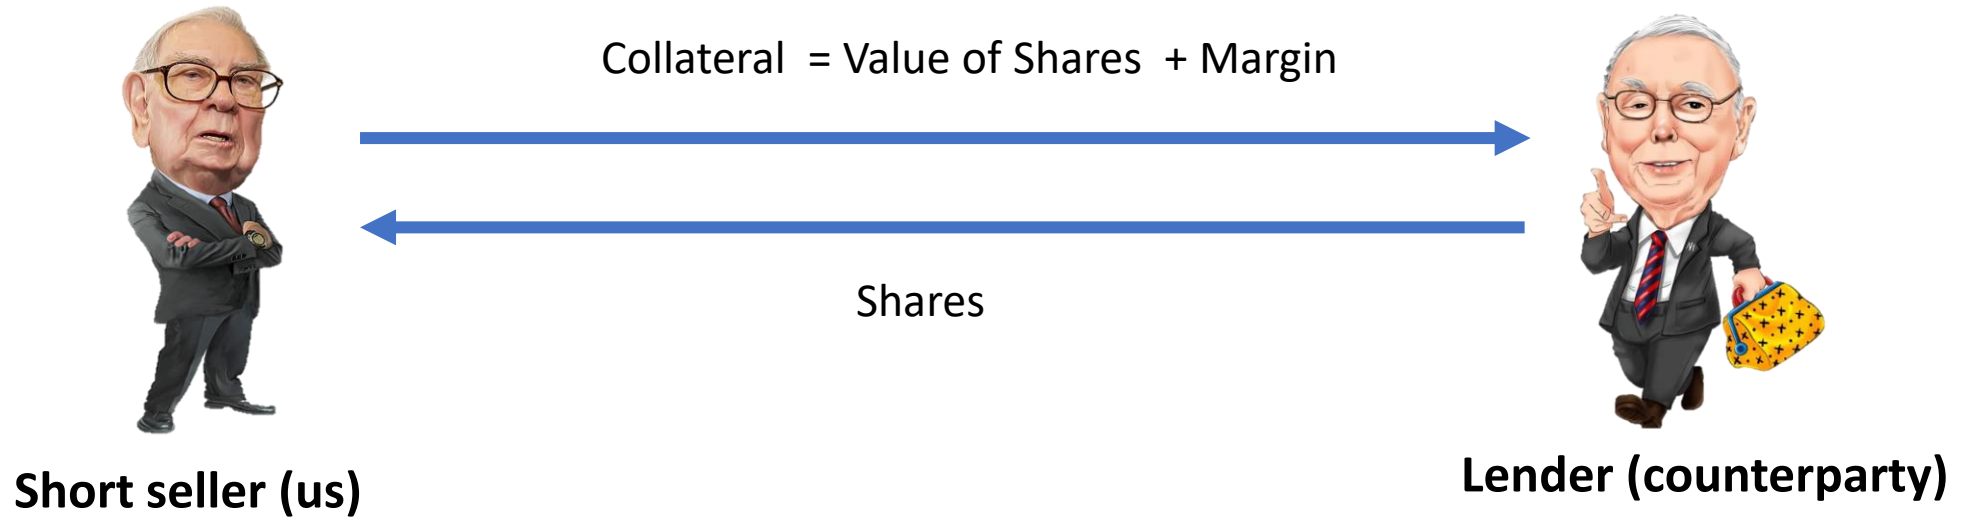 Collateral = Value of Shares + Margin
Shares
Short seller (us)
Lender (counterparty)